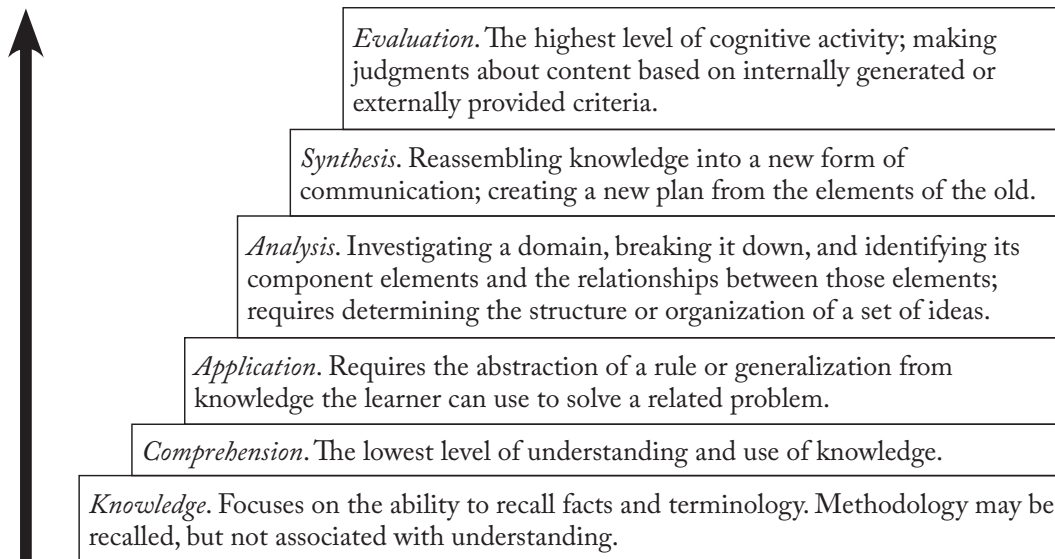 Evaluation. The highest level of cognitive activity; making
judgments about content based on internally generated or
externally provided criteria.
Synthesis. Reassembling knowledge into a new form of
communication; creating a new plan from the elements of the old.
Analysis. Investigating a domain, breaking it down, and identifying its
component elements and the relationships between those elements;
requires determining the structure or organization of a set of ideas.
Application. Requires the abstraction of a rule or generalization from
knowledge the learner can use to solve a related problem.
Comprehension. The lowest level of understanding and use of knowledge.
Knowledge. Focuses on the ability to recall facts and terminology. Methodology may be
recalled, but not associated with understanding.